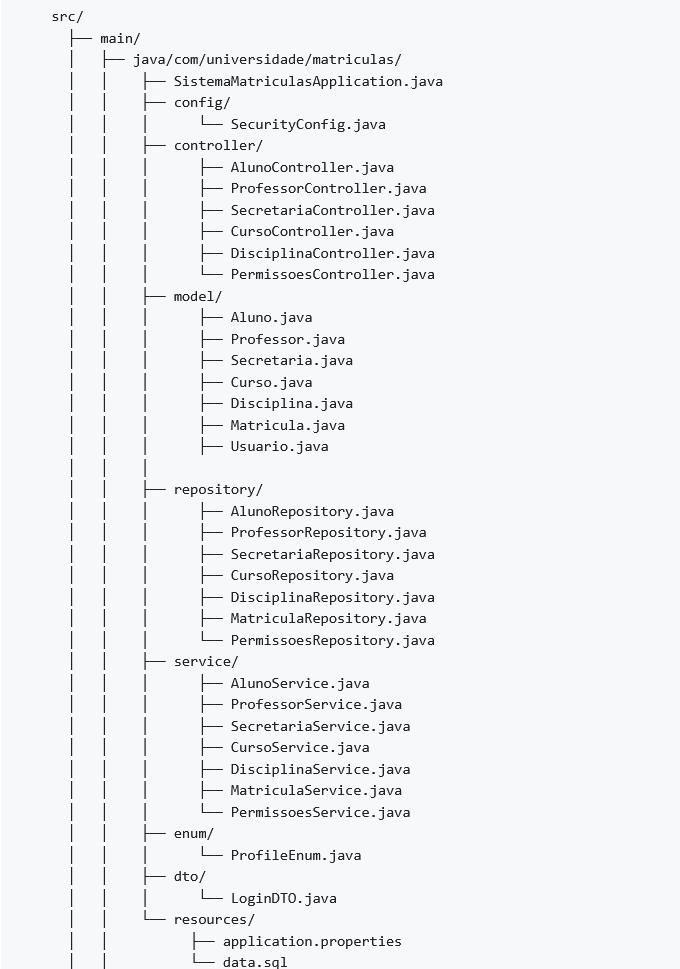 src/
├── main/
│   ├── java/com/universidade/matriculas/
│   │   ├── SistemaMatriculasApplication.java
│   │   ├── config/
│   │   │      └── SecurityConfig.java
│   │   ├── controller/
│   │   │      ├── AlunoController.java
│   │   │      ├── ProfessorController.java
│   │   │      ├── SecretariaController.java
│   │   │      ├── CursoController.java
│   │   │      ├── DisciplinaController.java
│   │   │      └── PermissoesController.java
│   │   ├── model/
│   │   │      ├── Aluno.java
│   │   │      ├── Professor.java
│   │   │      ├── Secretaria.java
│   │   │      ├── Curso.java
│   │   │      ├── Disciplina.java
│   │   │      ├── Matricula.java
│   │   │      ├── Usuario.java
│   │   │
│   │   ├── repository/
│   │   │      ├── AlunoRepository.java
│   │   │      ├── ProfessorRepository.java
│   │   │      ├── SecretariaRepository.java
│   │   │      ├── CursoRepository.java
│   │   │      ├── DisciplinaRepository.java
│   │   │      ├── MatriculaRepository.java
│   │   │      └── PermissoesRepository.java
│   │   ├── service/
│   │   │      ├── AlunoService.java
│   │   │      ├── ProfessorService.java
│   │   │      ├── SecretariaService.java
│   │   │      ├── CursoService.java
│   │   │      ├── DisciplinaService.java
│   │   │      ├── MatriculaService.java
│   │   │      └── PermissoesService.java
│   │   ├── enum/
│   │   │      └── ProfileEnum.java
│   │   ├── dto/
│   │   │      └── LoginDTO.java
│   │   └── resources/
│   │          ├── application.properties
│   │          └── data.sql